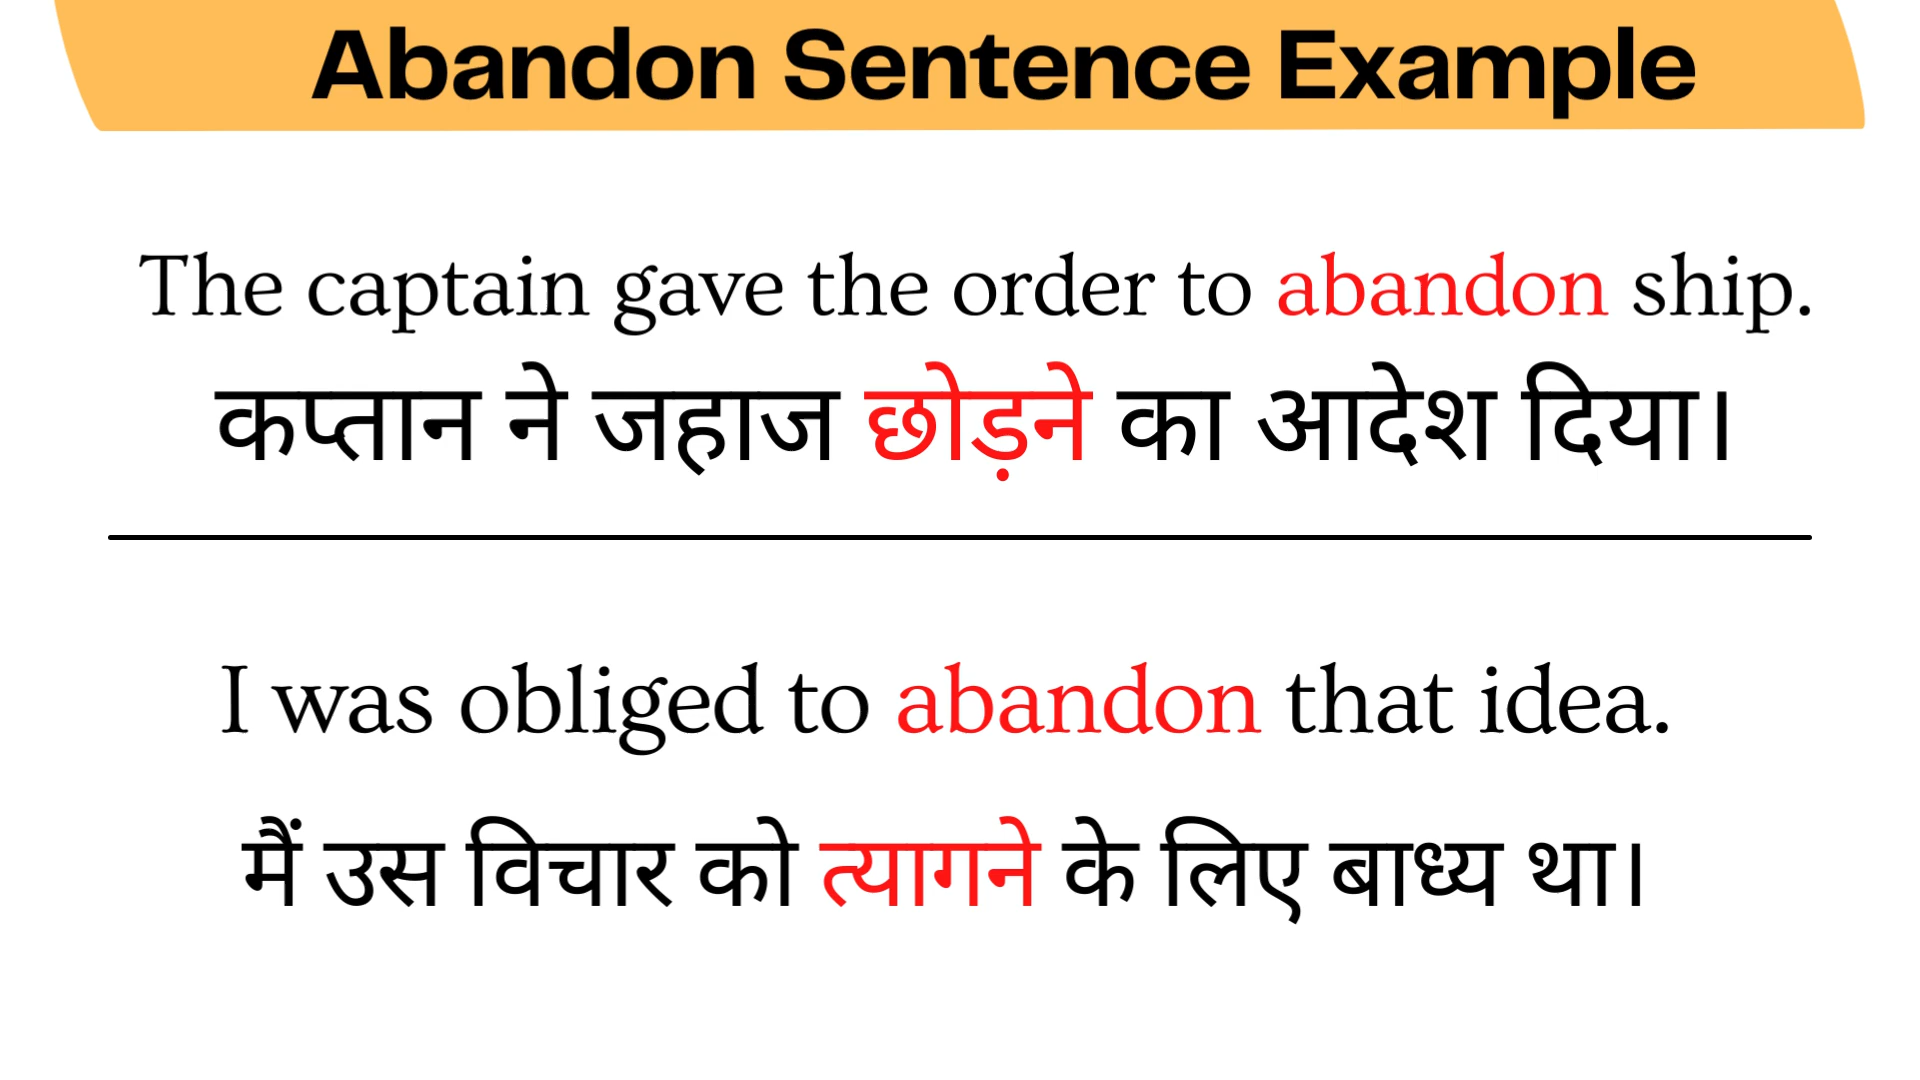 Abandon Sentence Example
The captain gave the order to abandon ship.
कप्तान ने जहाज छोड़ने का आदेश दिया।
I was obliged to abandon that idea.
मैं उस विचार को त्यागने के लिए बाध्य था।